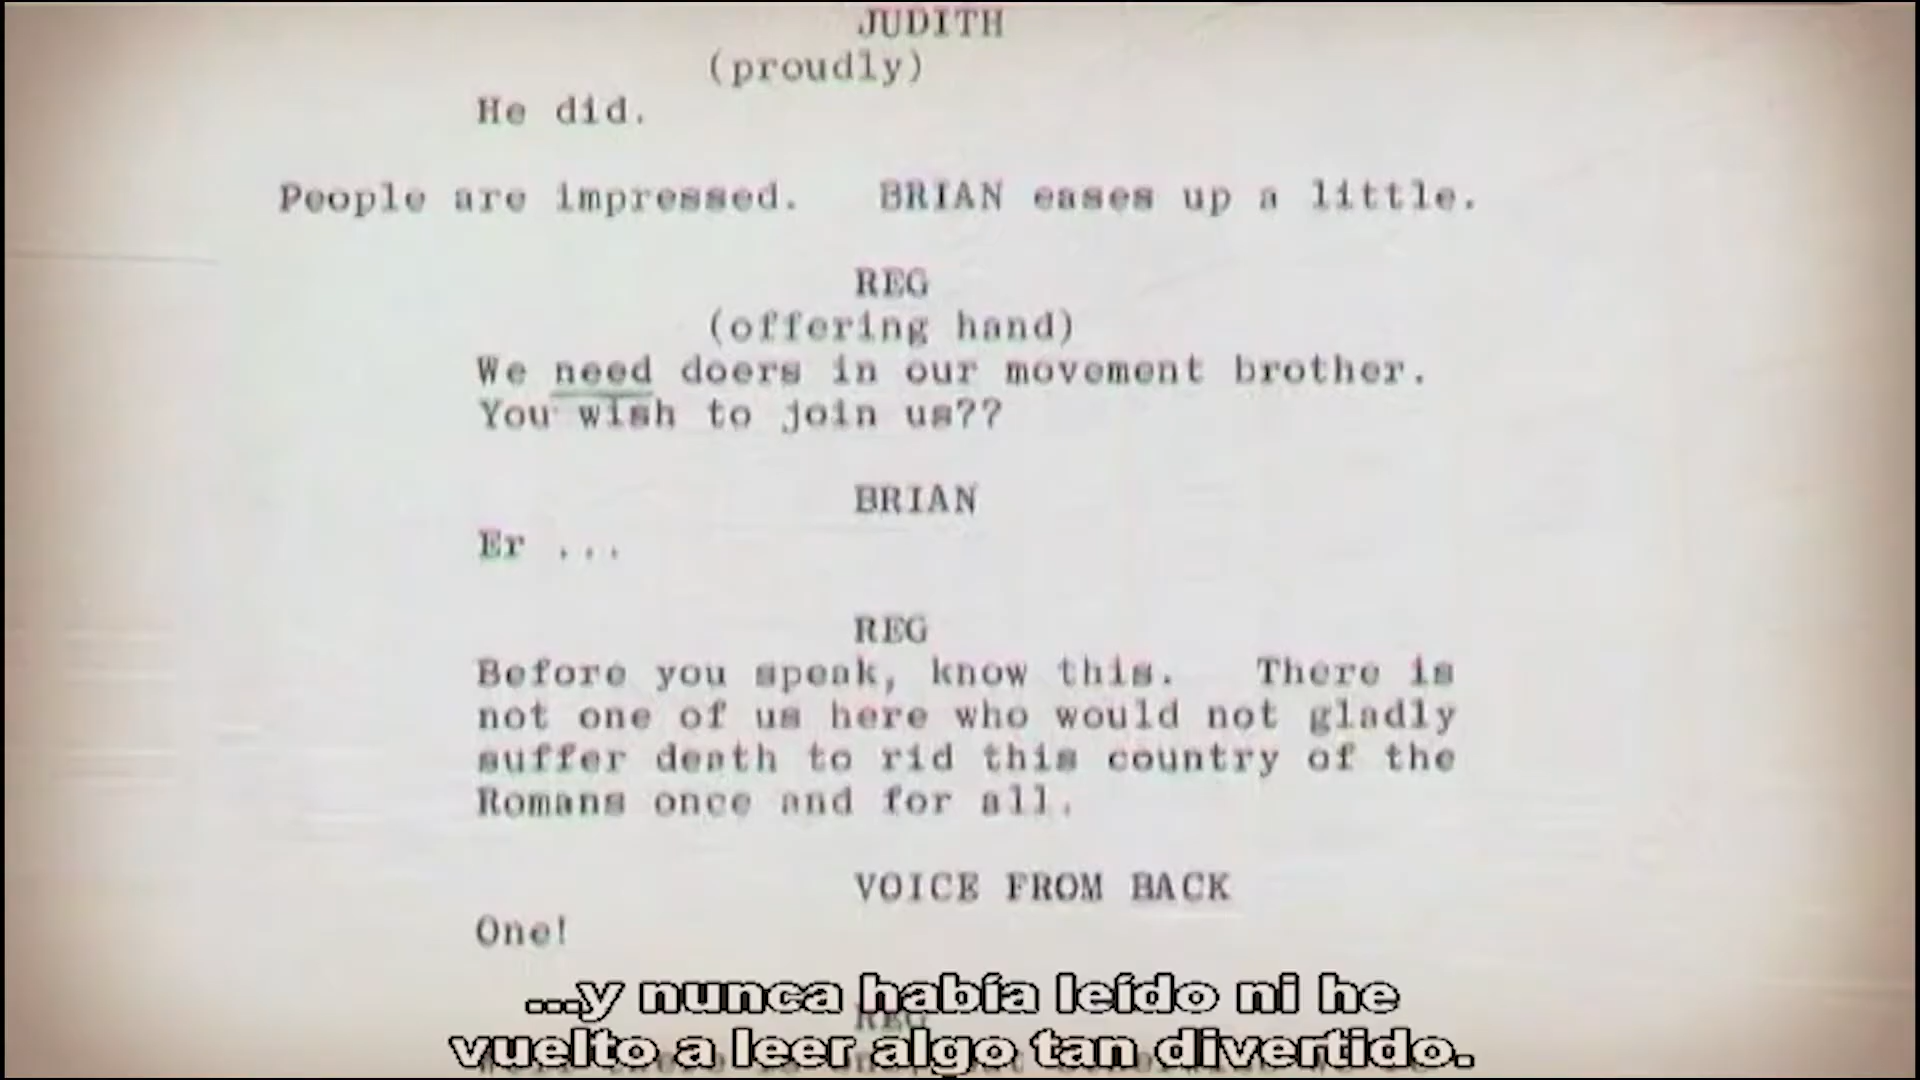 JUDITH
(proudly)
He did.
People are impressed. BRIAN eases up a little.
REG
(offering hand)
We need doers in our movement brother.
You wish to join us??
BRIAN
Er ...
REG
Before you speak, know this. There is
not one of us here who would not gladly
suffer death to rid this country of the
Romans once and for all.
VOICE FROM BACK
One!
REG
...y nunca había leído ni he
vuelto a leer algo tan divertido.